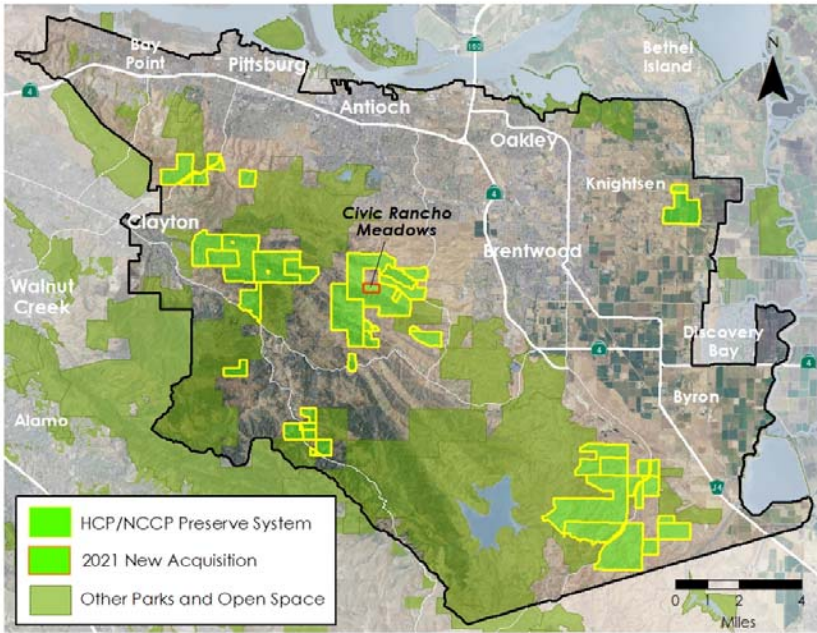 Bay
Point
Pittsburg
160
Bethel
Island
N
4
Antioch
Oakley
4
Knightsen
Clayton
Civic Rancho
Meadows
Brentwood
Walnut
Creek
Discovery
Bay
4
4
Byron
Alamo
J4
HCP/NCCP Preserve System
2021 New Acquisition
Other Parks and Open Space
0 1 2 4
Miles